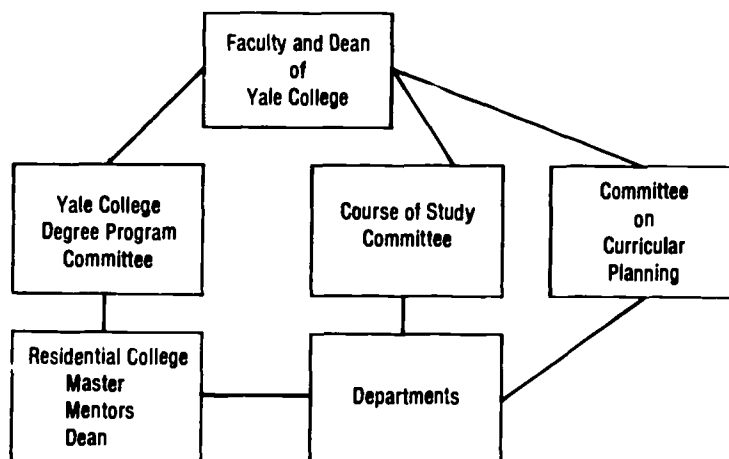 Faculty and Dean
of
Yale College
Yale College
Degree Program
Committee
Course of Study
Committee
Committee
on
Curricular
Planning
Residential College
Master
Mentors
Dean
Departments